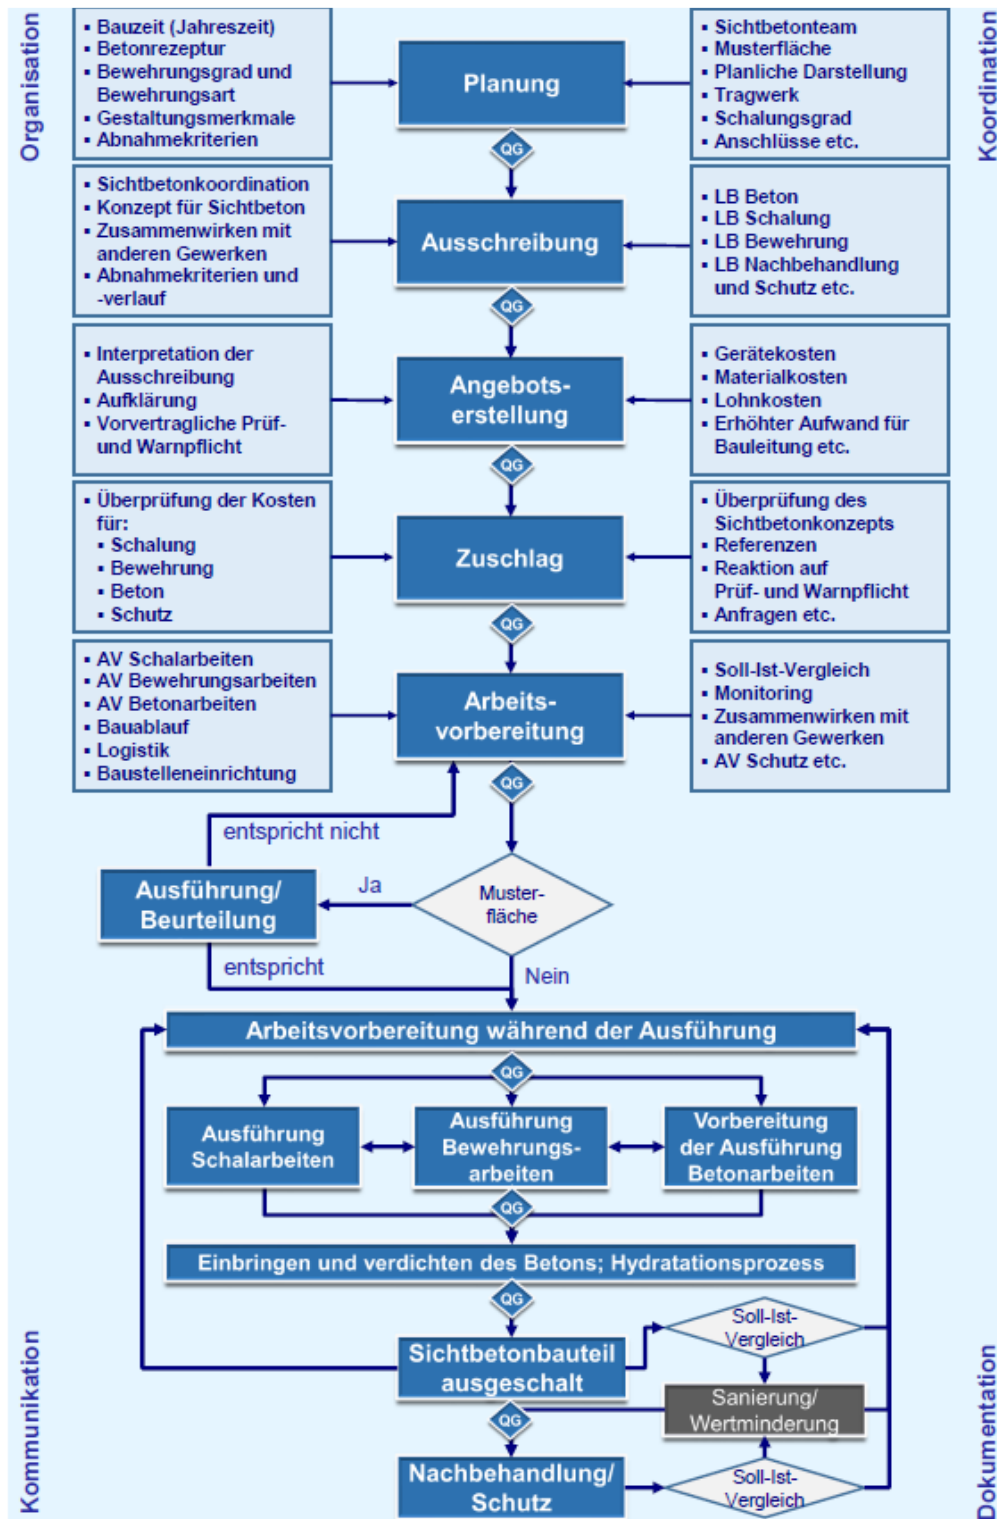 Organisation
Koordination
▪ Bauzeit (Jahreszeit)
▪ Betonrezeptur
▪ Bewehrungsgrad und
Bewehrungsart
▪ Gestaltungsmerkmale
▪ Abnahmekriterien
Planung
▪ Sichtbetonteam
▪ Musterfläche
▪ Planliche Darstellung
▪ Tragwerk
▪ Schalungsgrad
▪ Anschlüsse etc.
QG
▪ Sichtbetonkoordination
▪ Konzept für Sichtbeton
▪ Zusammenwirken mit
anderen Gewerken
▪ Abnahmekriterien und
-verlauf
Ausschreibung
▪ LB Beton
▪ LB Schalung
▪ LB Bewehrung
▪ LB Nachbehandlung
und Schutz etc.
QG
▪ Interpretation der
Ausschreibung
▪ Aufklärung
▪ Vorvertragliche Prüf-
und Warnpflicht
Angebots-
erstellung
▪ Gerätekosten
▪ Materialkosten
▪ Lohnkosten
▪ Erhöhter Aufwand für
Bauleitung etc.
QG
▪ Überprüfung der Kosten
für:
▪ Schalung
▪ Bewehrung
▪ Beton
▪ Schutz
Zuschlag
▪ Überprüfung des
Sichtbetonkonzepts
▪ Referenzen
▪ Reaktion auf
Prüf- und Warnpflicht
▪ Anfragen etc.
QG
▪ AV Schalarbeiten
▪ AV Bewehrungsarbeiten
▪ AV Betonarbeiten
▪ Bauablauf
▪ Logistik
▪ Baustelleneinrichtung
Arbeits-
vorbereitung
▪ Soll-Ist-Vergleich
▪ Monitoring
▪ Zusammenwirken mit
anderen Gewerken
▪ AV Schutz etc.
QG
entspricht nicht
Ausführung/
Beurteilung
Ja
Muster-
fläche
entspricht
Nein
Arbeitsvorbereitung während der Ausführung
QG
Ausführung
Schalarbeiten
Ausführung
Bewehrungs-
arbeiten
Vorbereitung
der Ausführung
Betonarbeiten
QG
Einbringen und verdichten des Betons; Hydratationsprozess
QG
Sichtbetonbauteil
ausgeschalt
Soll-Ist-
Vergleich
Sanierung/
Wertminderung
QG
Nachbehandlung/
Schutz
Soll-Ist-
Vergleich
Kommunikation
Dokumentation